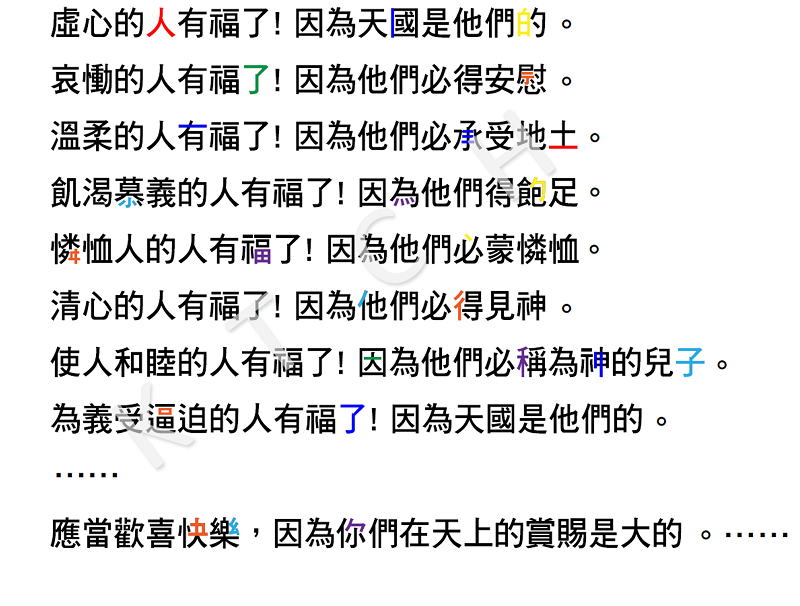 虛心的人有福了! 因為天國是他們的。
哀慟的人有福了! 因為他們必得安慰。
溫柔的人有福了! 因為他們必承受地土。
飢渴慕義的人有福了! 因為他們得飽足。
憐恤人的人有福了! 因為他們必蒙憐恤。
清心的人有福了! 因為他們必得見神。
使人和睦的人有福了! 因為他們必稱為神的兒子。
為義受逼迫的人有福了! 因為天國是他們的。
……
應當歡喜快樂，因為你們在天上的賞賜是大的 。……
KTCH